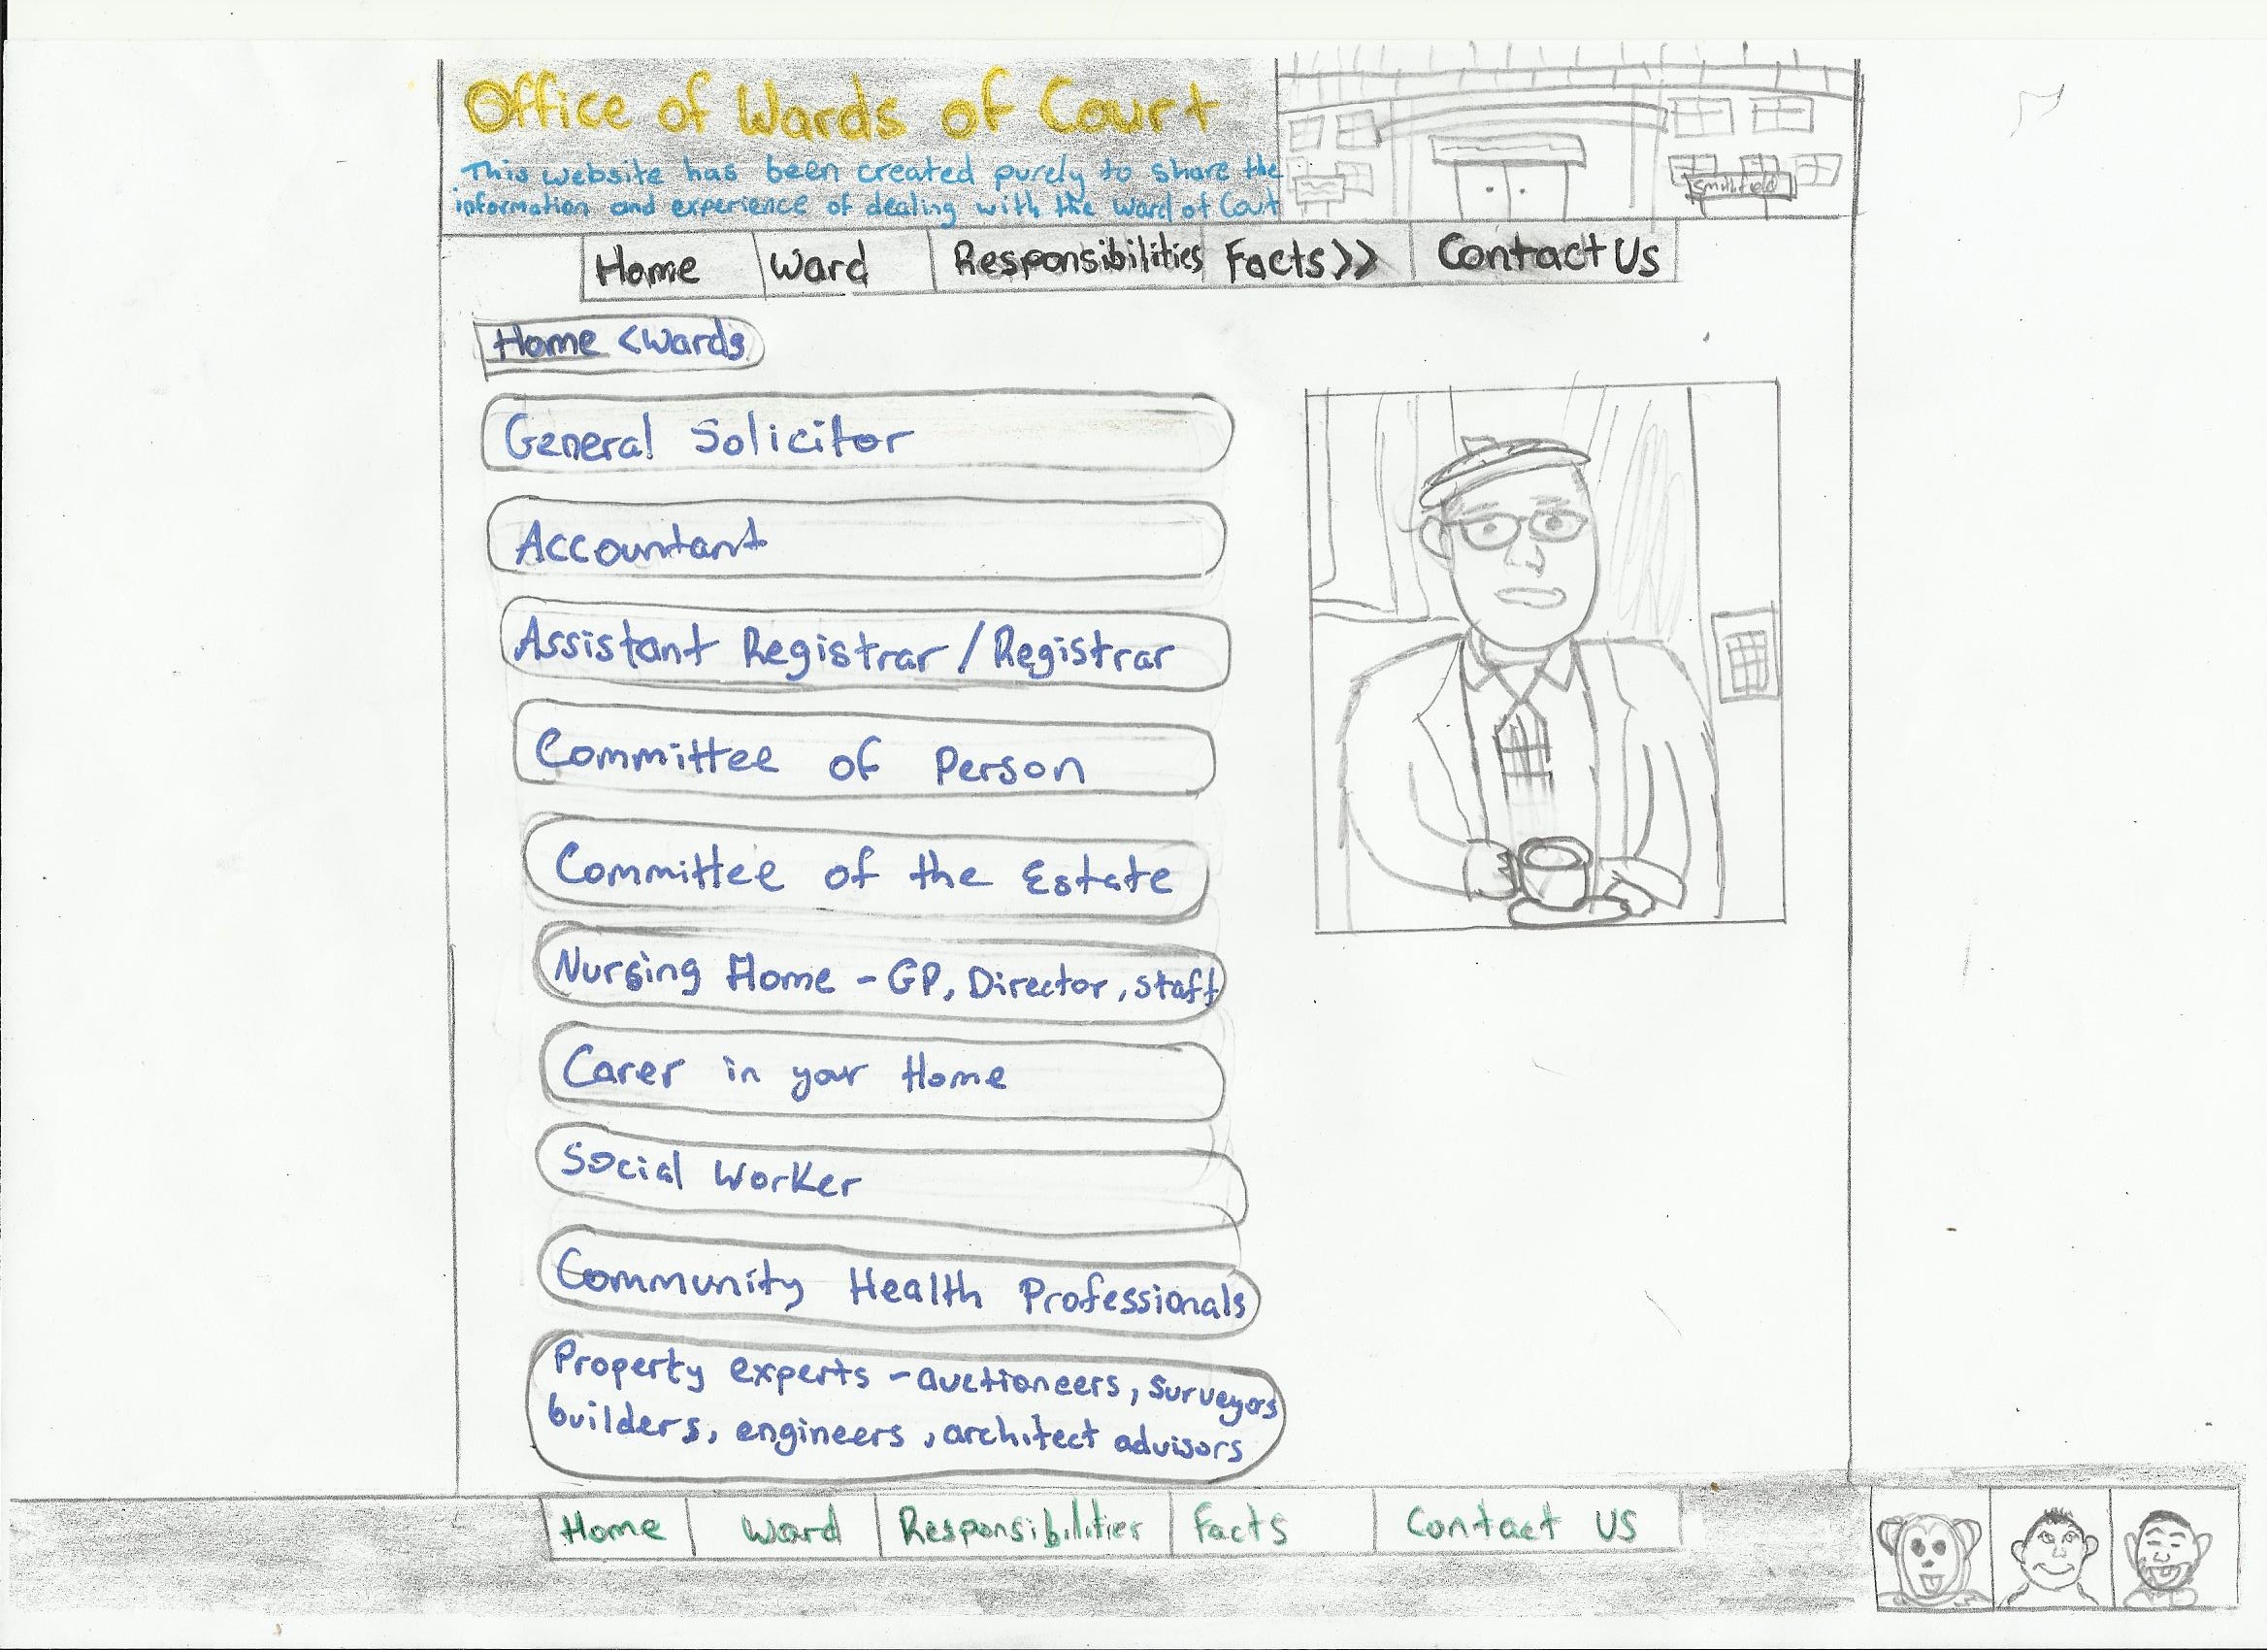 Office of Wards of Court
This website has been created purely to share the
information and experience of dealing with the Ward of Court
Smithfield
Home Ward Responsibilities Facts>> Contact Us
Home <Wards
General Solicitor
Accountant
Assistant Registrar / Registrar
Committee of Person
Committee of the Estate
Nursing Home - GP, Director, staff
Carer in your Home
Social Worker
Community Health Professionals
Property experts - auctioneers, surveyors
builders, engineers, architect advisors
Home Ward Responsibilities Facts Contact US